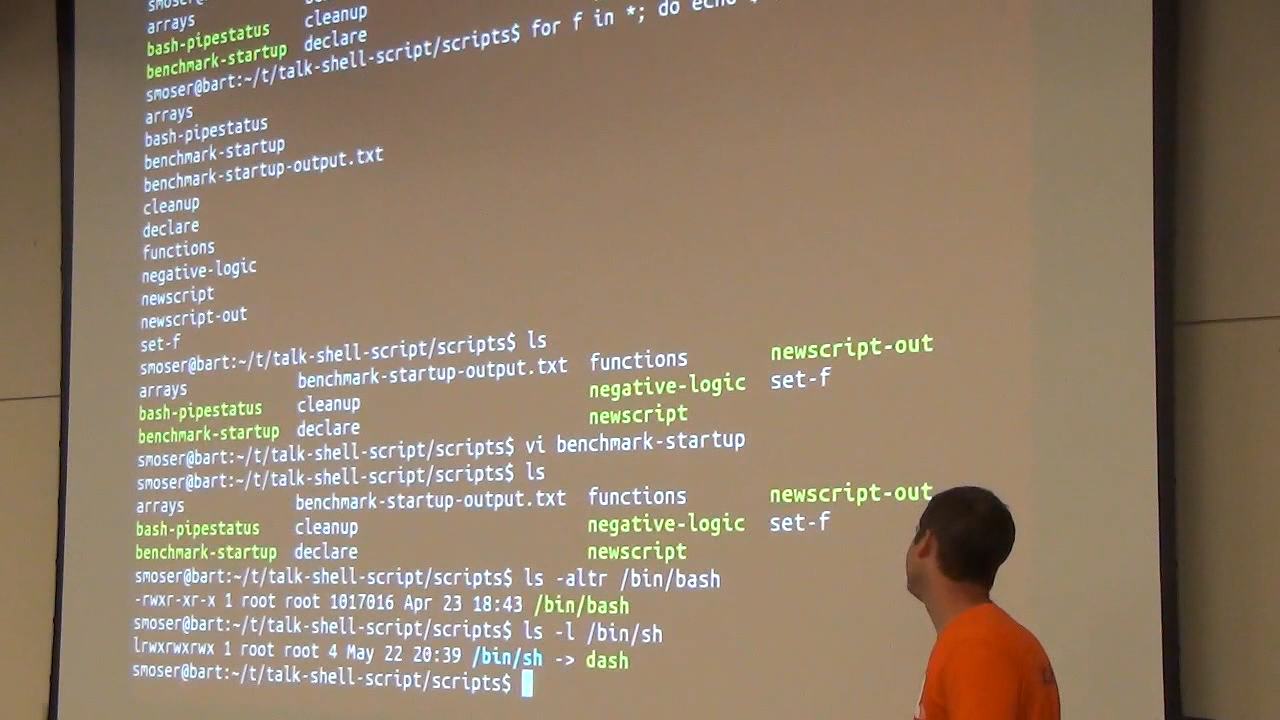 arrays
cleanup
bash-pipestatus
declare
benchmark-startup
smoser@bart:~/t/talk-shell-script/scripts$ for f in *; do echo
arrays
bash-pipestatus
benchmark-startup
benchmark-startup-output.txt
cleanup
declare
functions
negative-logic
newscript
newscript-out
set-f
smoser@bart:~/t/talk-shell-script/scripts$ ls
arrays benchmark-startup-output.txt functions newscript-out
bash-pipestatus cleanup negative-logic set-f
benchmark-startup declare newscript
smoser@bart:~/t/talk-shell-script/scripts$ vi benchmark-startup
smoser@bart:~/t/talk-shell-script/scripts$ ls
arrays benchmark-startup-output.txt functions newscript-out
bash-pipestatus cleanup negative-logic set-f
benchmark-startup declare newscript
smoser@bart:~/t/talk-shell-script/scripts$ ls -altr /bin/bash
-rwxr-xr-x 1 root root 1017016 Apr 23 18:43 /bin/bash
smoser@bart:~/t/talk-shell-script/scripts$ ls -l /bin/sh
lrwxrwxrwx 1 root root 4 May 22 20:39 /bin/sh -> dash
smoser@bart:~/t/talk-shell-script/scripts$